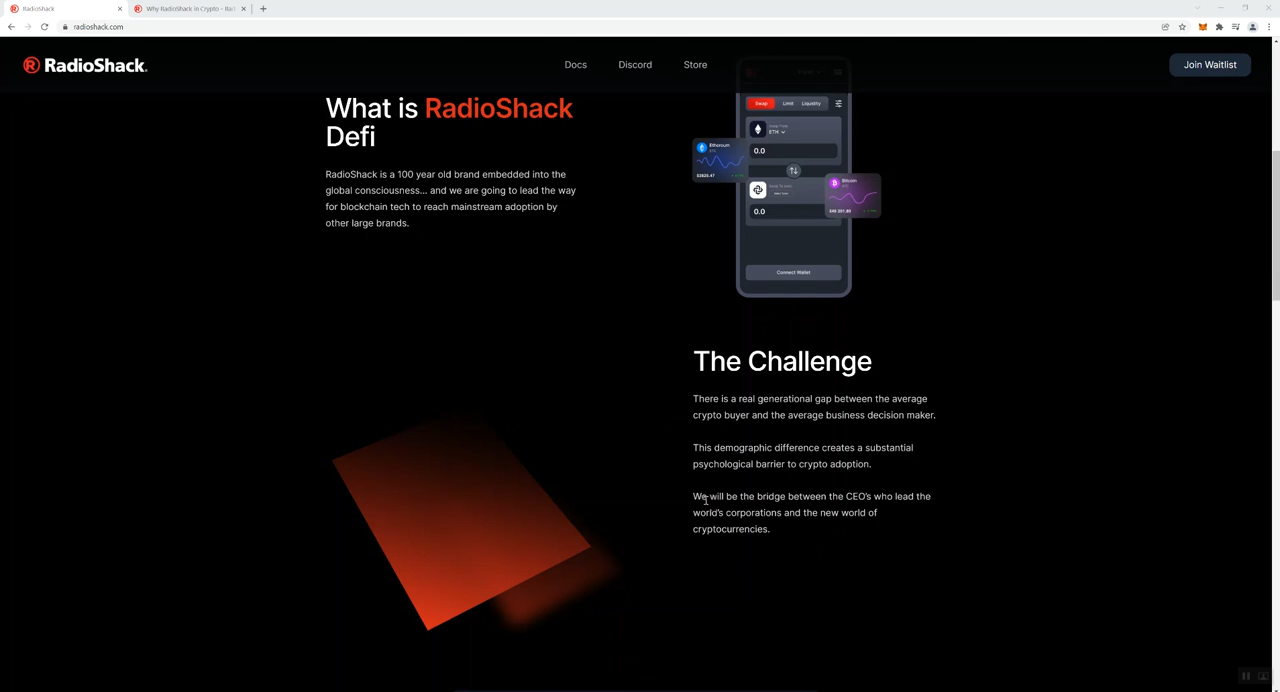 RadioShack
Why RadioShack in Crypto - Rad
radioshack.com
RadioShack.
Docs
Discord
Store
Join Waitlist
What is RadioShack
Defi
RadioShack is a 100 year old brand embedded into the
global consciousness... and we are going to lead the way
for blockchain tech to reach mainstream adoption by
other large brands.
Swap
Limit
Liquidity
ETH
0.0
Ethereum
Bitcoin
0.0
Connect Wallet
The Challenge
There is a real generational gap between the average
crypto buyer and the average business decision maker.
This demographic difference creates a substantial
psychological barrier to crypto adoption.
We will be the bridge between the CEO's who lead the
world's corporations and the new world of
cryptocurrencies.